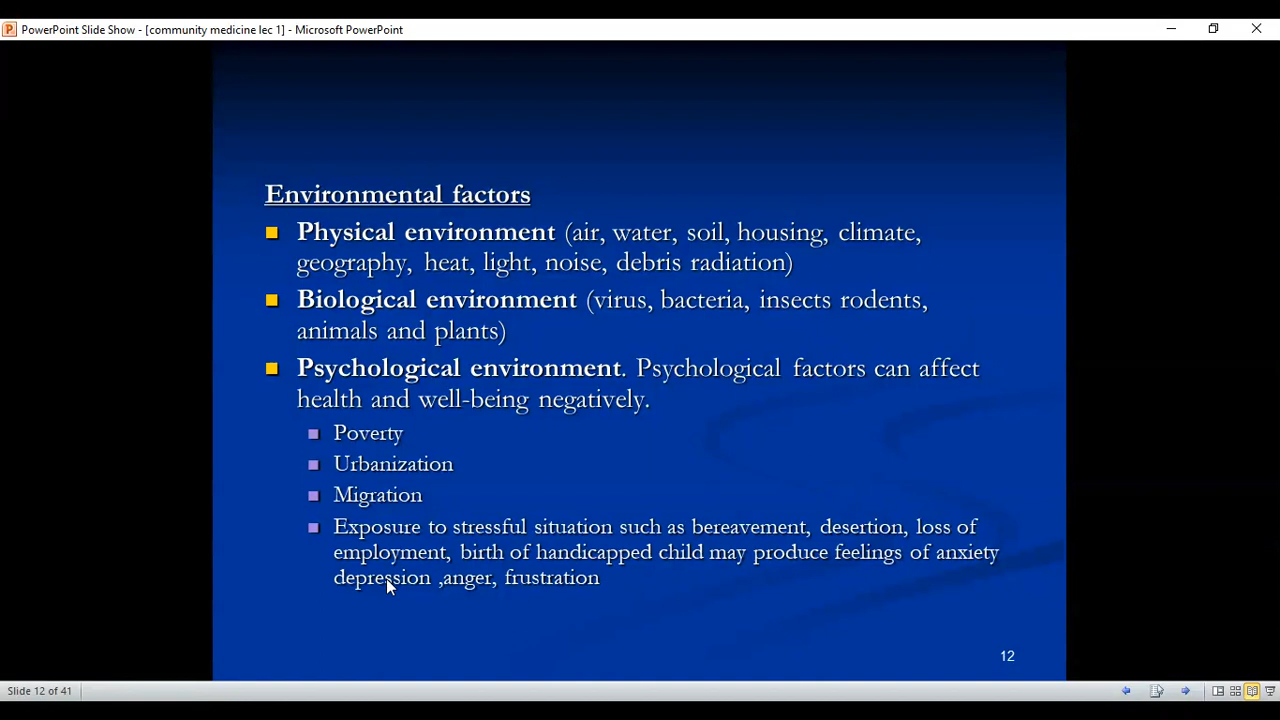 PowerPoint Slide Show - [community medicine lec 1] - Microsoft PowerPoint
Environmental factors
Physical environment (air, water, soil, housing, climate,
geography, heat, light, noise, debris radiation)
Biological environment (virus, bacteria, insects rodents,
animals and plants)
Psychological environment. Psychological factors can affect
health and well-being negatively.
Poverty
Urbanization
Migration
Exposure to stressful situation such as bereavement, desertion, loss of
employment, birth of handicapped child may produce feelings of anxiety
depression ,anger, frustration
12
Slide 12 of 41